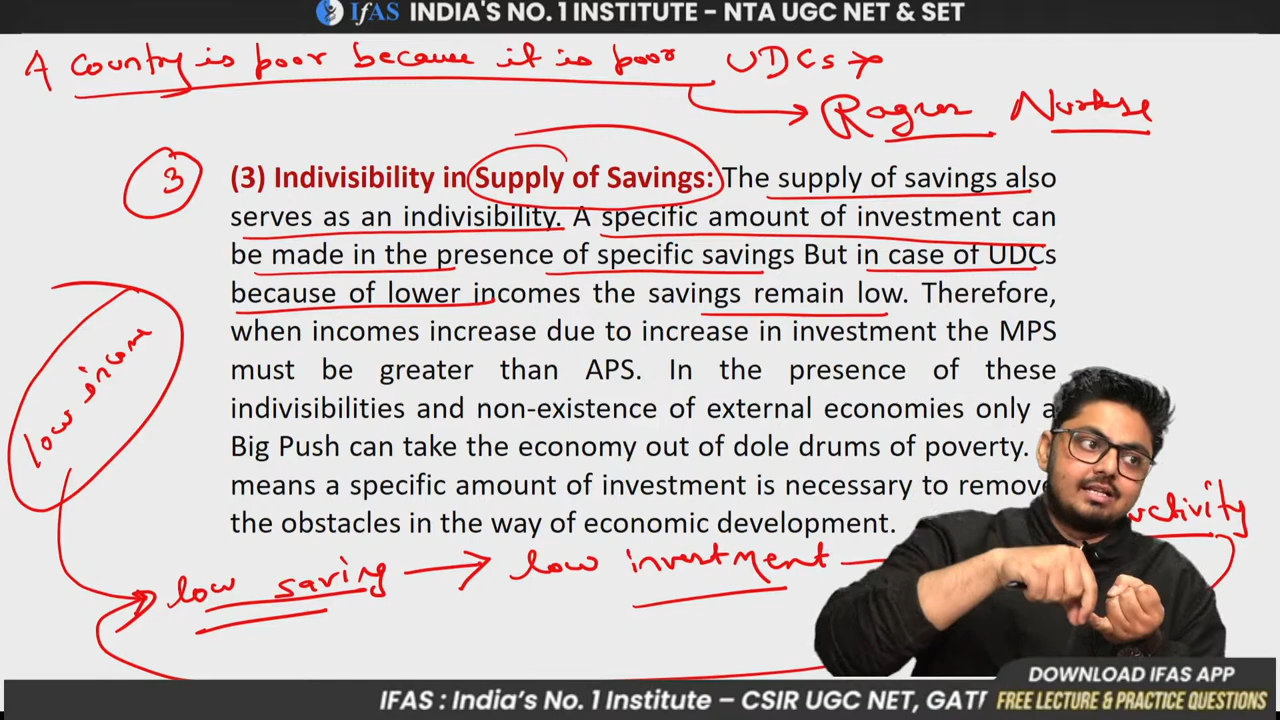 IFAS INDIA'S NO. 1 INSTITUTE – NTA UGC NET & SET
A Country is poor because it is poor UDCs
Ragnar Nurkse
3
(3) Indivisibility in Supply of Savings: The supply of savings also
serves as an indivisibility. A specific amount of investment can
be made in the presence of specific savings But in case of UDCs
because of lower incomes the savings remain low. Therefore,
when incomes increase due to increase in investment the MPS
must be greater than APS. In the presence of these
indivisibilities and non-existence of external economies only a
Big Push can take the economy out of dole drums of poverty.
means a specific amount of investment is necessary to remove
the obstacles in the way of economic development.
low income
low saving → low investment
IFAS : India's No. 1 Institute – CSIR UGC NET, GATE
DOWNLOAD IFAS APP
FREE LECTURE & PRACTICE QUESTIONS